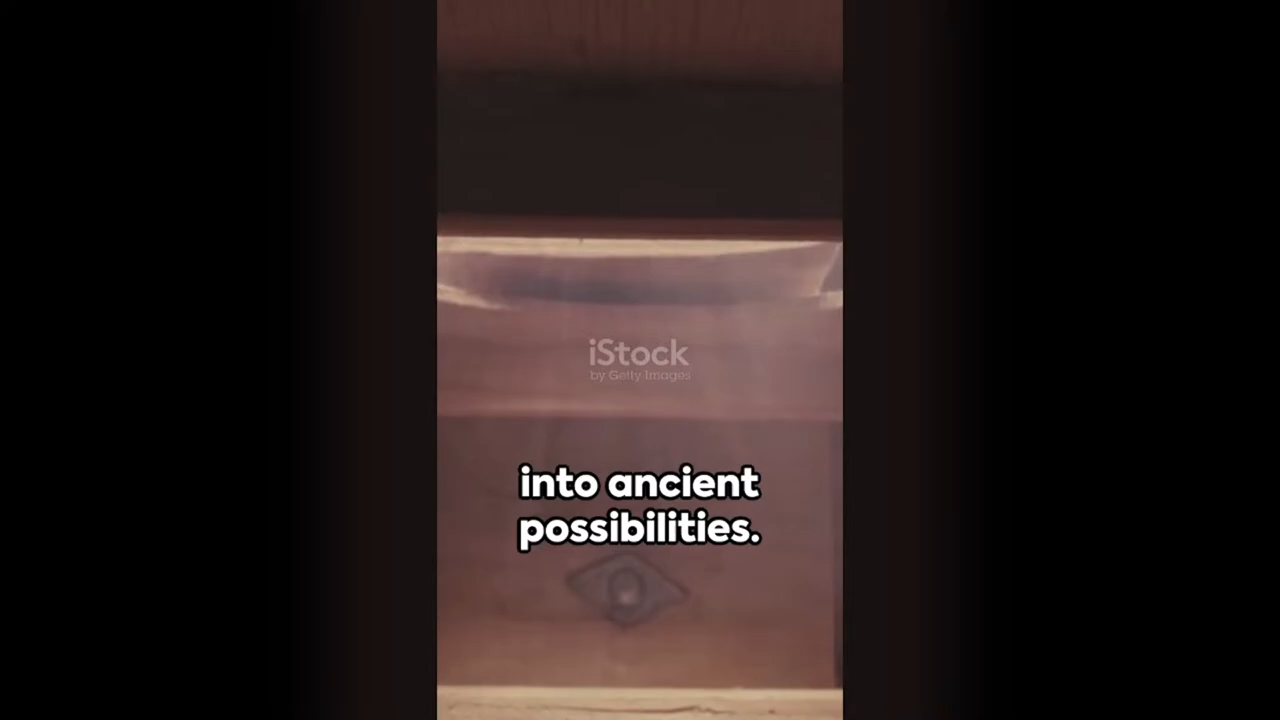 iStock
by Getty Images
into ancient
possibilities.